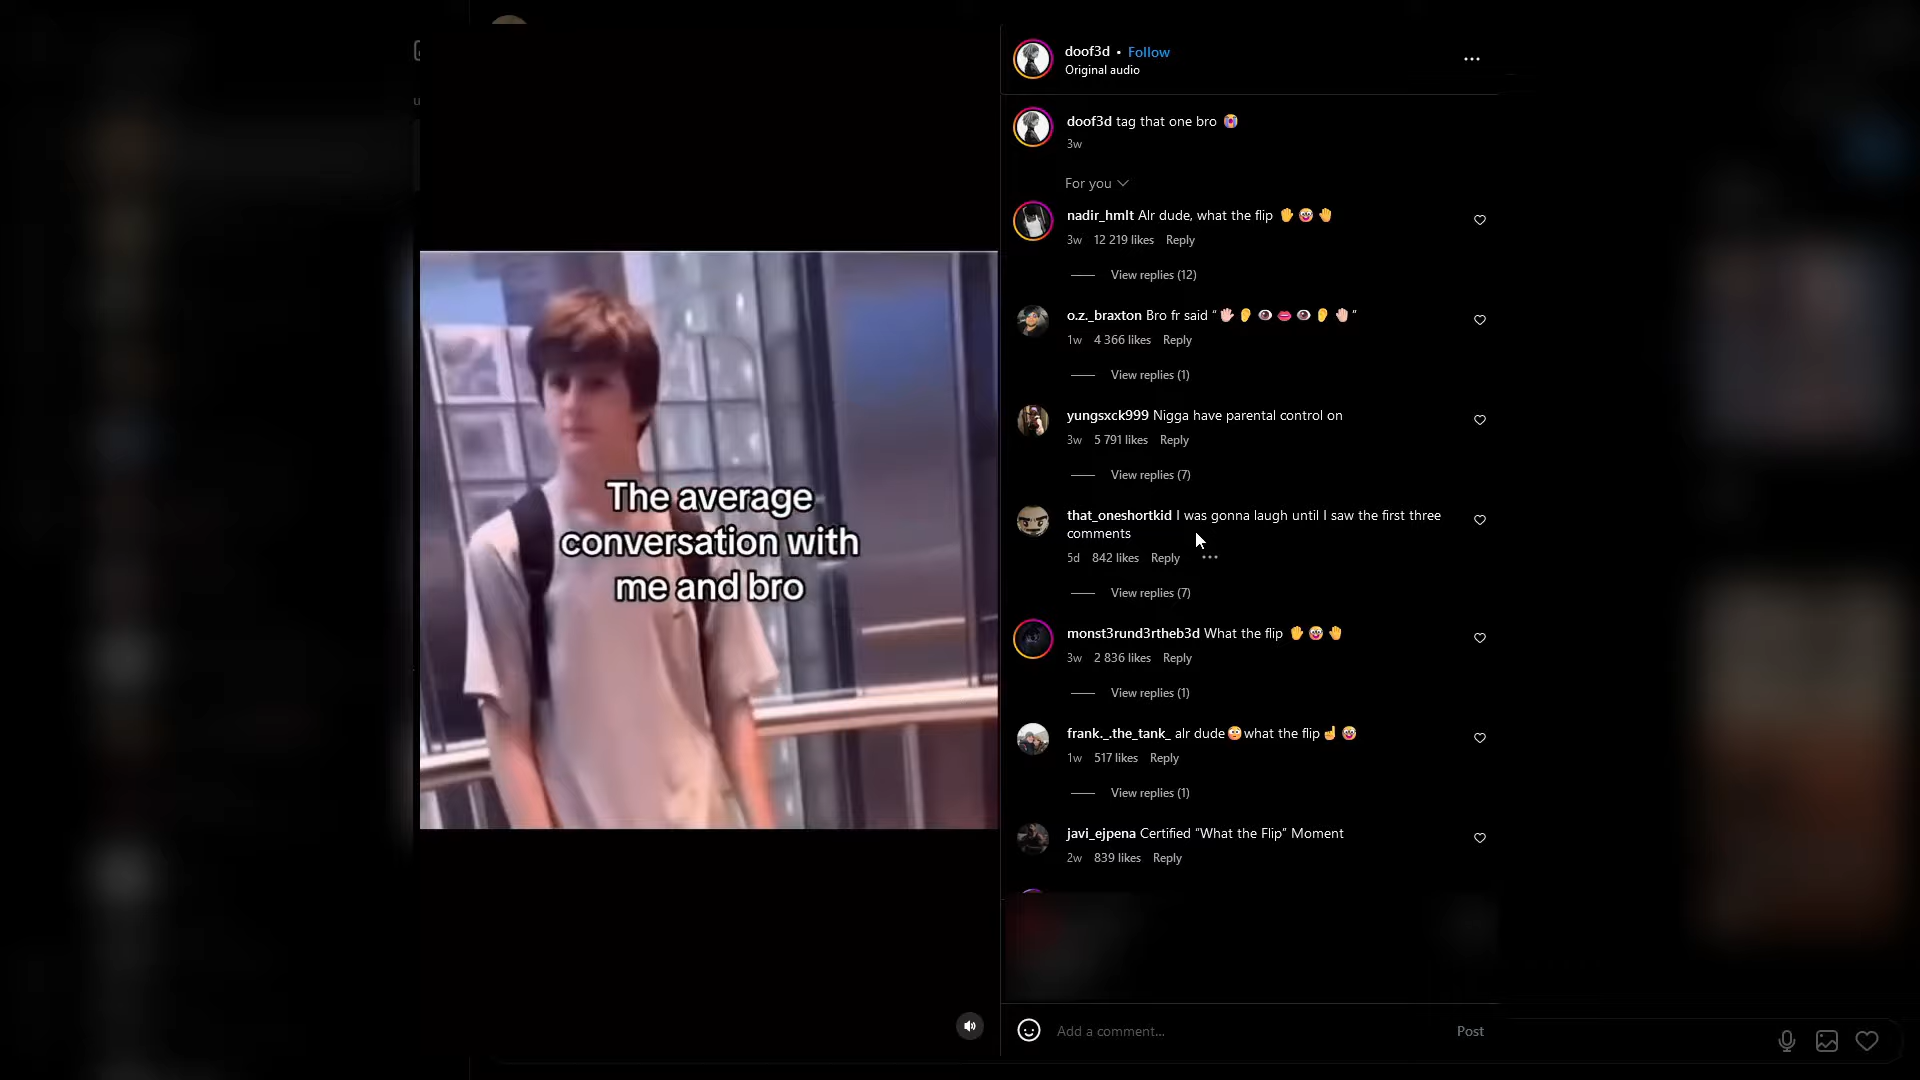 doof3d • Follow
Original audio
doof3d tag that one bro 😭
3w
For you
nadir_hmlt Alr dude, what the flip 🤚🤪🤚
3w 12 219 likes Reply
View replies (12)
o.z._braxton Bro fr said “🖐🏻👂👁👄👁👂🤚🏻”
1w 4 366 likes Reply
View replies (1)
yungsxck999 Nigga have parental control on
3w 5 791 likes Reply
View replies (7)
that_oneshortkid I was gonna laugh until I saw the first three
comments
5d 842 likes Reply
View replies (7)
monst3rund3rtheb3d What the flip 🤚🤪🤚
3w 2 836 likes Reply
View replies (1)
frank._.the_tank_ alr dude😳what the flip☝️🤪
1w 517 likes Reply
View replies (1)
javi_ejpena Certified “What the Flip” Moment
2w 839 likes Reply
Add a comment... Post
The average
conversation with
me and bro